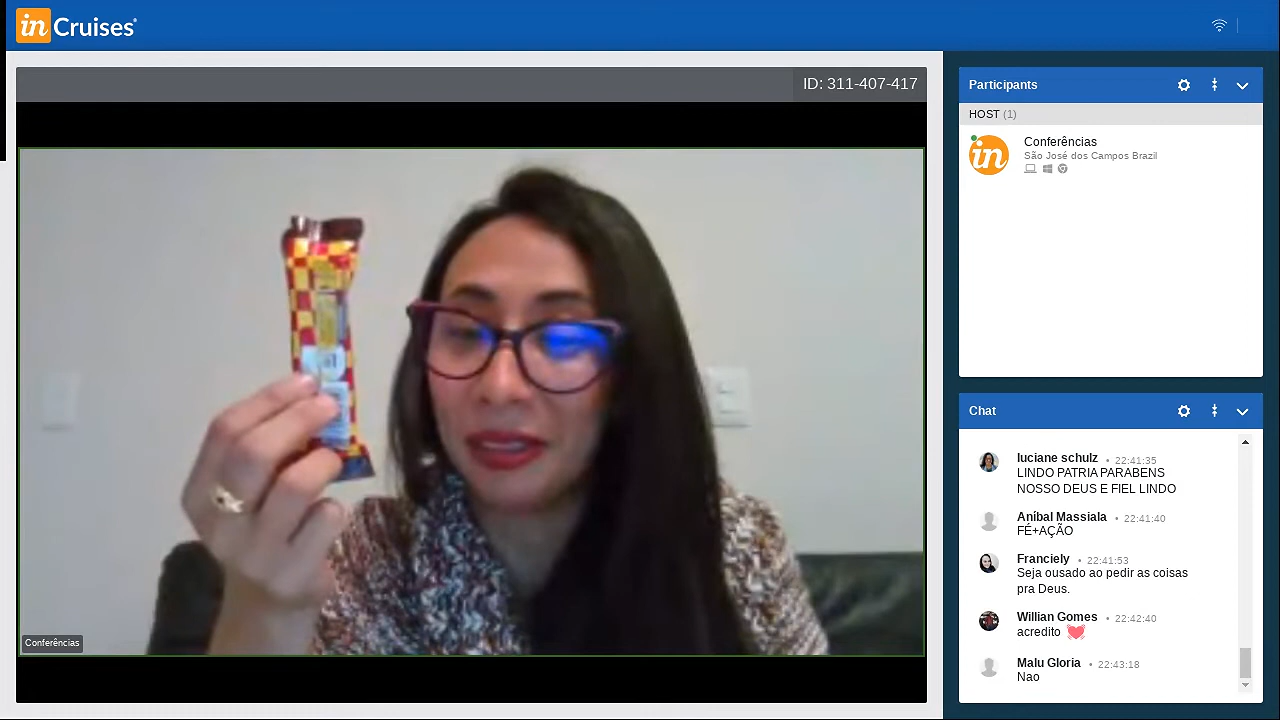 in Cruises
ID: 311-407-417
Conferências
Participants
HOST (1)
in
Conferências
São José dos Campos Brazil
Chat
luciane schulz • 22:41:35
LINDO PATRIA PARABENS
NOSSO DEUS E FIEL LINDO
Aníbal Massiala • 22:41:40
FÉ+AÇÃO
Franciely • 22:41:53
Seja ousado ao pedir as coisas
pra Deus.
Willian Gomes • 22:42:40
acredito
Malu Gloria • 22:43:18
Nao